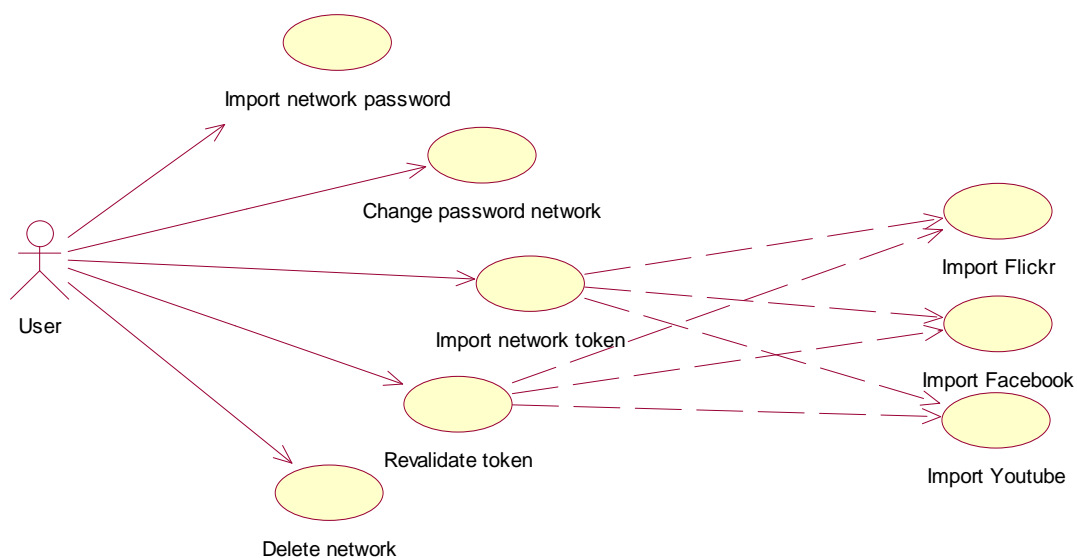 Import network password
Change password network
Import Flickr
User
Import network token
Import Facebook
Revalidate token
Import Youtube
Delete network